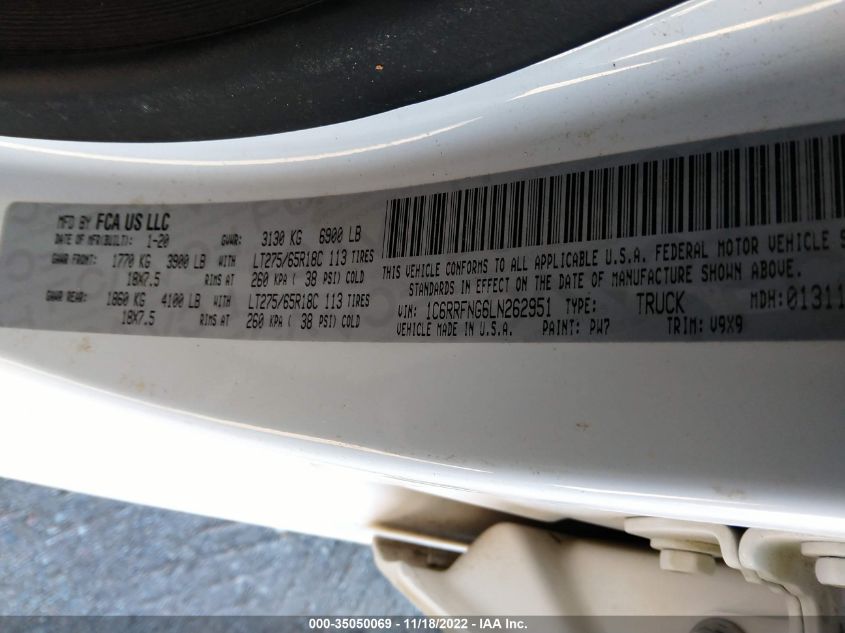 MFD BY FCA US LLC
DATE OF MFR(BUILT): 1-20 GVWR: 3130 KG 6900 LB
GAWR FRONT: 1770 KG 3900 LB WITH LT275/65R18C 113 TIRES
18X7.5 RIMS AT 260 KPA ( 38 PSI) COLD
GAWR REAR: 1860 KG 4100 LB WITH LT275/65R18C 113 TIRES
18X7.5 RIMS AT 260 KPA ( 38 PSI) COLD
THIS VEHICLE CONFORMS TO ALL APPLICABLE U.S.A. FEDERAL MOTOR VEHICLE S
STANDARDS IN EFFECT ON THE DATE OF MANUFACTURE SHOWN ABOVE.
VIN: 1C6RRFNG6LN262951 TYPE: TRUCK MDH: 01311
VEHICLE MADE IN U.S.A. PAINT: PW7 TRIM: V9X9
000-35050069 - 11/18/2022 - IAA Inc.